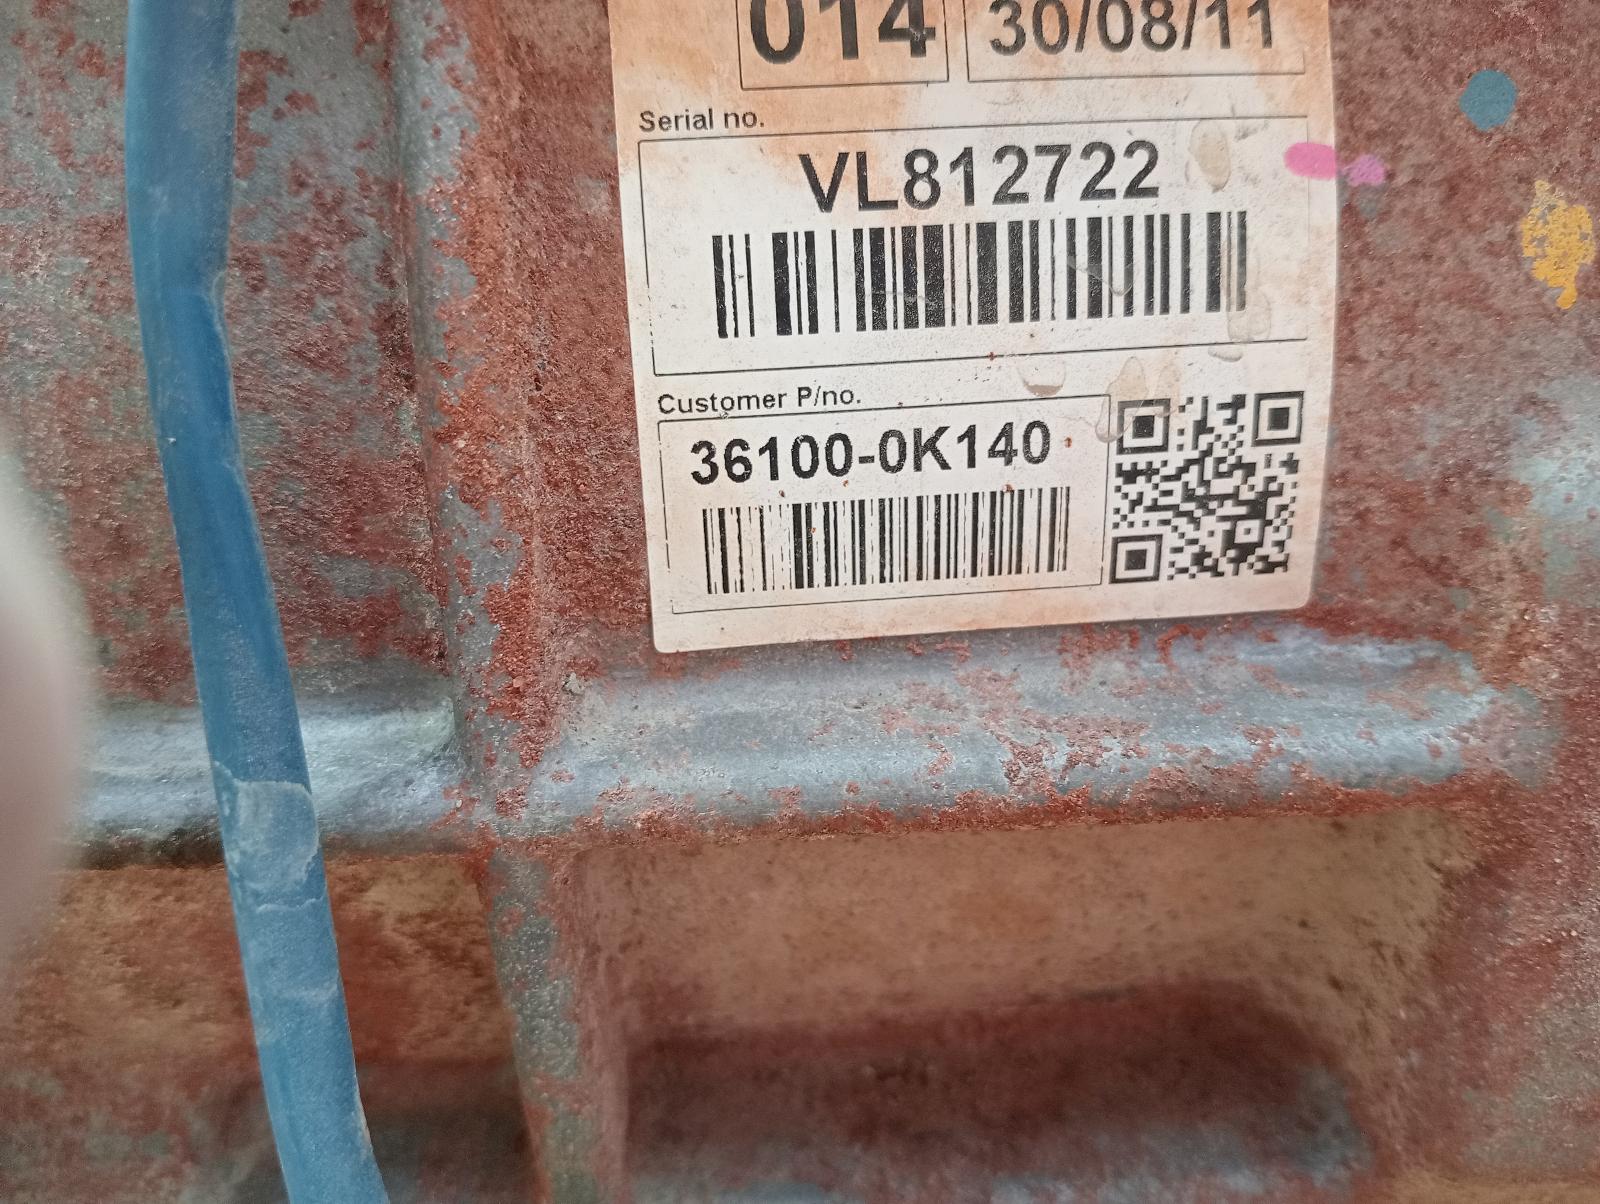 014 30/08/11
Serial no.
VL812722
Customer P/no.
36100-0K140